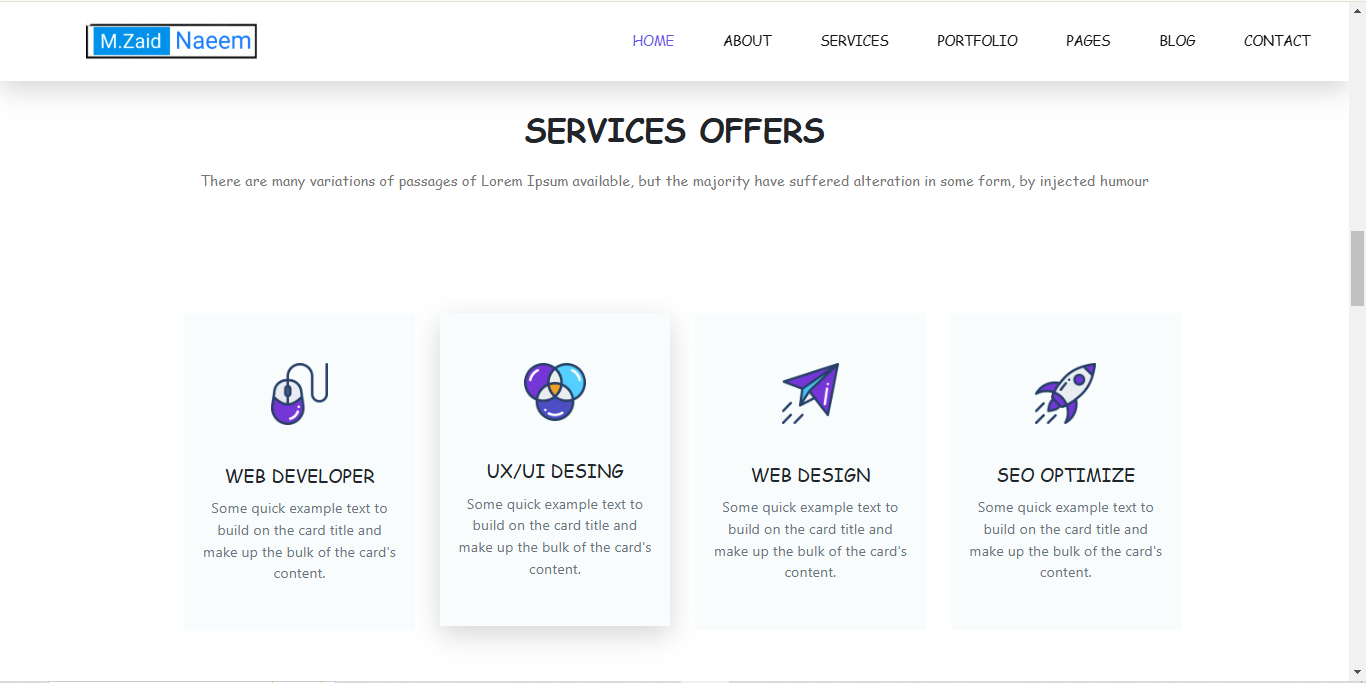 M.Zaid Naeem
HOME ABOUT SERVICES PORTFOLIO PAGES BLOG CONTACT
SERVICES OFFERS
There are many variations of passages of Lorem Ipsum available, but the majority have suffered alteration in some form, by injected humour
WEB DEVELOPER
Some quick example text to
build on the card title and
make up the bulk of the card's
content.
UX/UI DESING
Some quick example text to
build on the card title and
make up the bulk of the card's
content.
WEB DESIGN
Some quick example text to
build on the card title and
make up the bulk of the card's
content.
SEO OPTIMIZE
Some quick example text to
build on the card title and
make up the bulk of the card's
content.